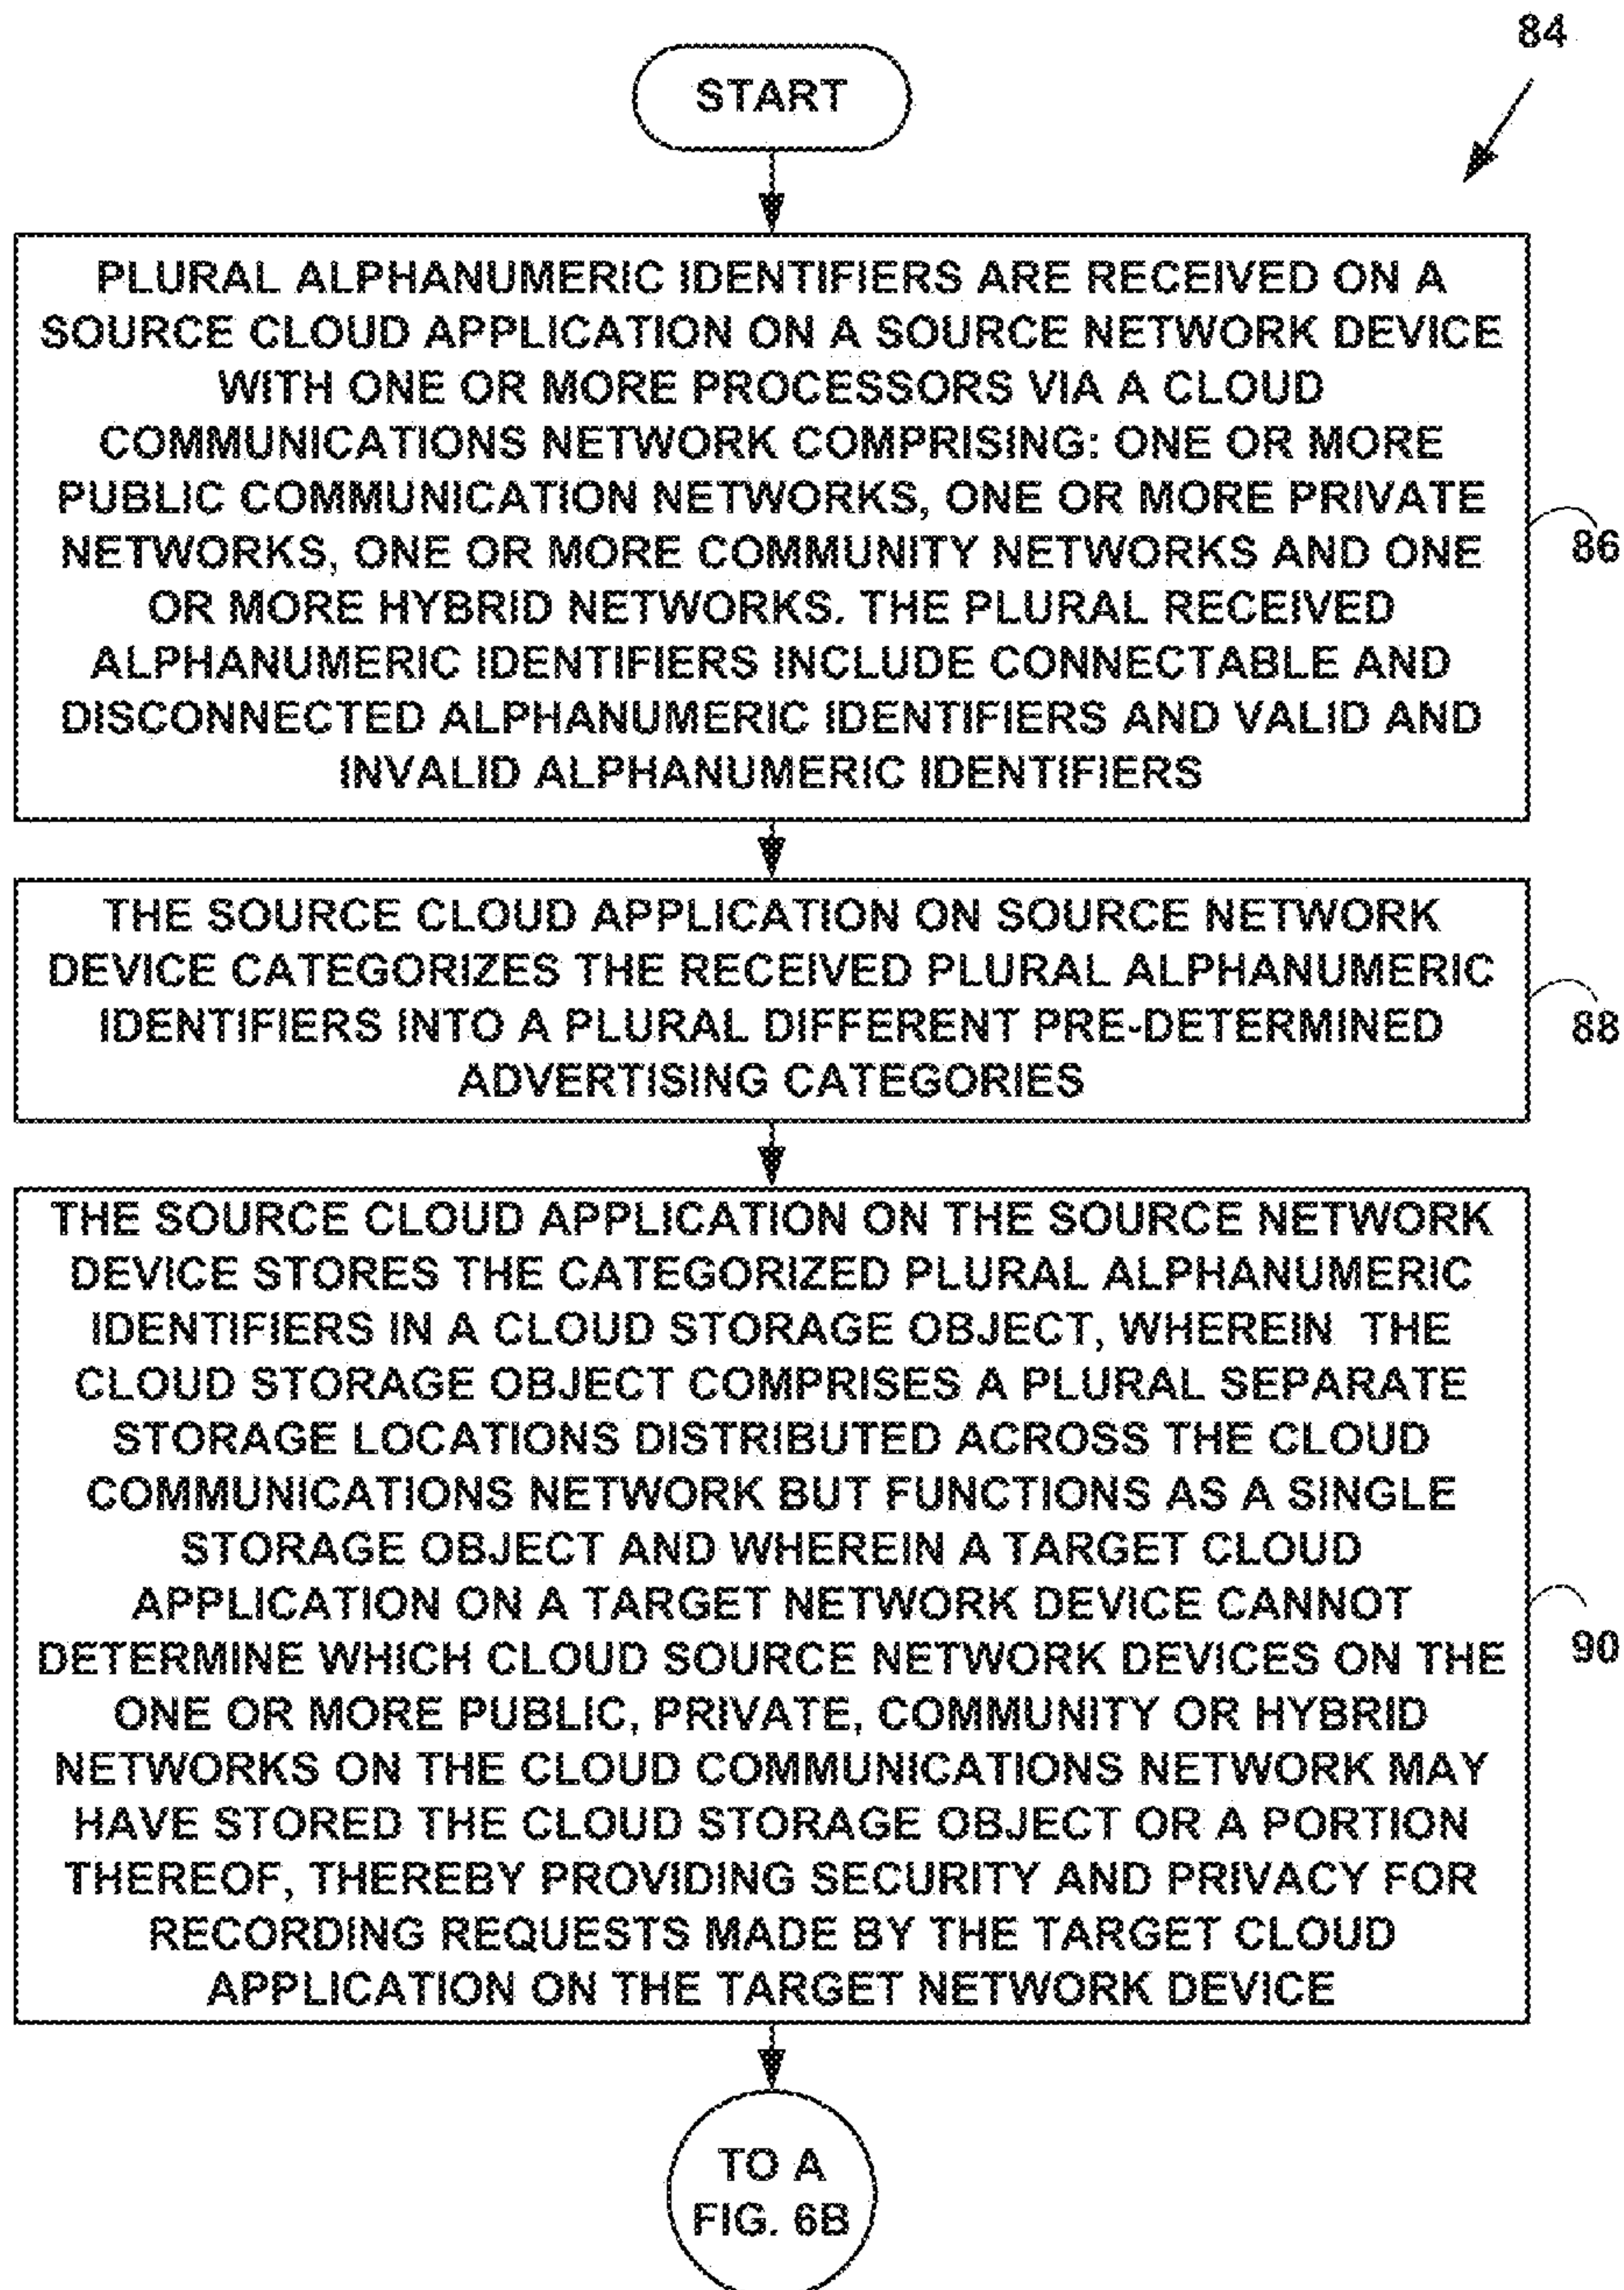 84
START
PLURAL ALPHANUMERIC IDENTIFIERS ARE RECEIVED ON A
SOURCE CLOUD APPLICATION ON A SOURCE NETWORK DEVICE
WITH ONE OR MORE PROCESSORS VIA A CLOUD
COMMUNICATIONS NETWORK COMPRISING: ONE OR MORE
PUBLIC COMMUNICATION NETWORKS, ONE OR MORE PRIVATE
NETWORKS, ONE OR MORE COMMUNITY NETWORKS AND ONE
OR MORE HYBRID NETWORKS. THE PLURAL RECEIVED
ALPHANUMERIC IDENTIFIERS INCLUDE CONNECTABLE AND
DISCONNECTED ALPHANUMERIC IDENTIFIERS AND VALID AND
INVALID ALPHANUMERIC IDENTIFIERS
86
THE SOURCE CLOUD APPLICATION ON SOURCE NETWORK
DEVICE CATEGORIZES THE RECEIVED PLURAL ALPHANUMERIC
IDENTIFIERS INTO A PLURAL DIFFERENT PRE-DETERMINED
ADVERTISING CATEGORIES
88
THE SOURCE CLOUD APPLICATION ON THE SOURCE NETWORK
DEVICE STORES THE CATEGORIZED PLURAL ALPHANUMERIC
IDENTIFIERS IN A CLOUD STORAGE OBJECT, WHEREIN THE
CLOUD STORAGE OBJECT COMPRISES A PLURAL SEPARATE
STORAGE LOCATIONS DISTRIBUTED ACROSS THE CLOUD
COMMUNICATIONS NETWORK BUT FUNCTIONS AS A SINGLE
STORAGE OBJECT AND WHEREIN A TARGET CLOUD
APPLICATION ON A TARGET NETWORK DEVICE CANNOT
DETERMINE WHICH CLOUD SOURCE NETWORK DEVICES ON THE
ONE OR MORE PUBLIC, PRIVATE, COMMUNITY OR HYBRID
NETWORKS ON THE CLOUD COMMUNICATIONS NETWORK MAY
HAVE STORED THE CLOUD STORAGE OBJECT OR A PORTION
THEREOF, THEREBY PROVIDING SECURITY AND PRIVACY FOR
RECORDING REQUESTS MADE BY THE TARGET CLOUD
APPLICATION ON THE TARGET NETWORK DEVICE
90
TO A
FIG. 6B